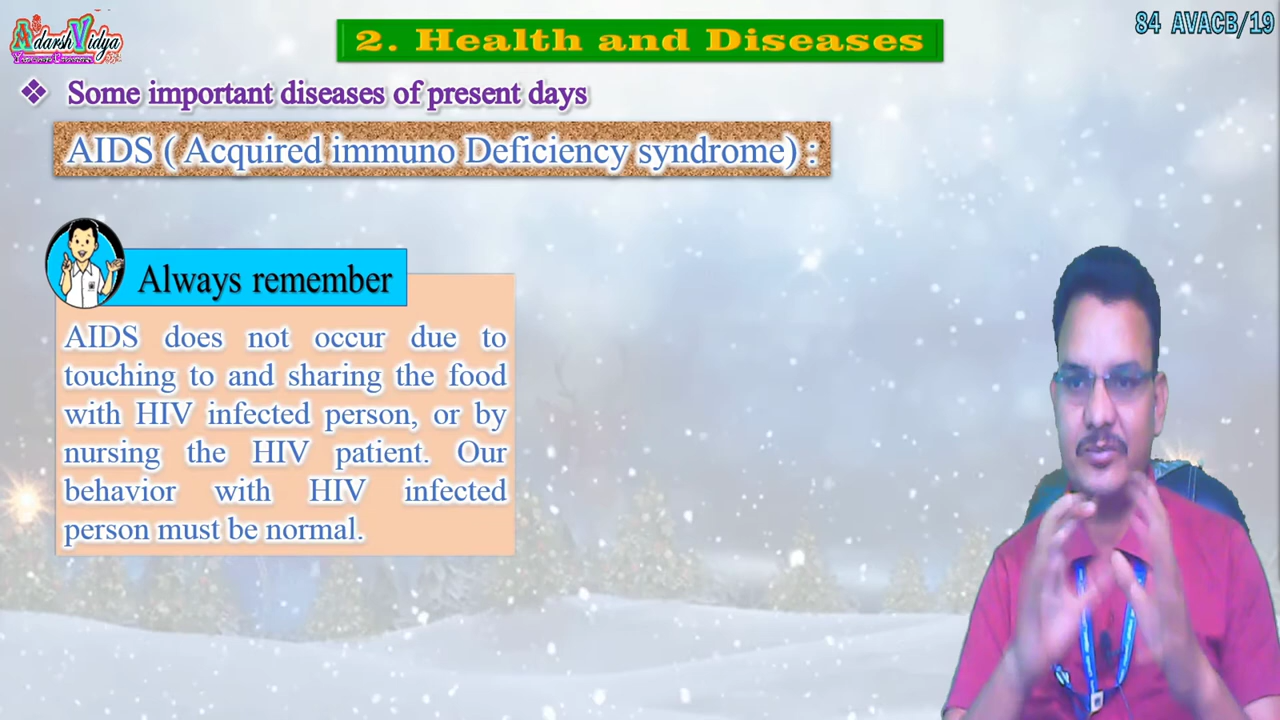 Adarsh Vidya
84 AVACB/19
2. Health and Diseases
❖ Some important diseases of present days
AIDS ( Acquired immuno Deficiency syndrome) :
Always remember
AIDS does not occur due to
touching to and sharing the food
with HIV infected person, or by
nursing the HIV patient. Our
behavior with HIV infected
person must be normal.